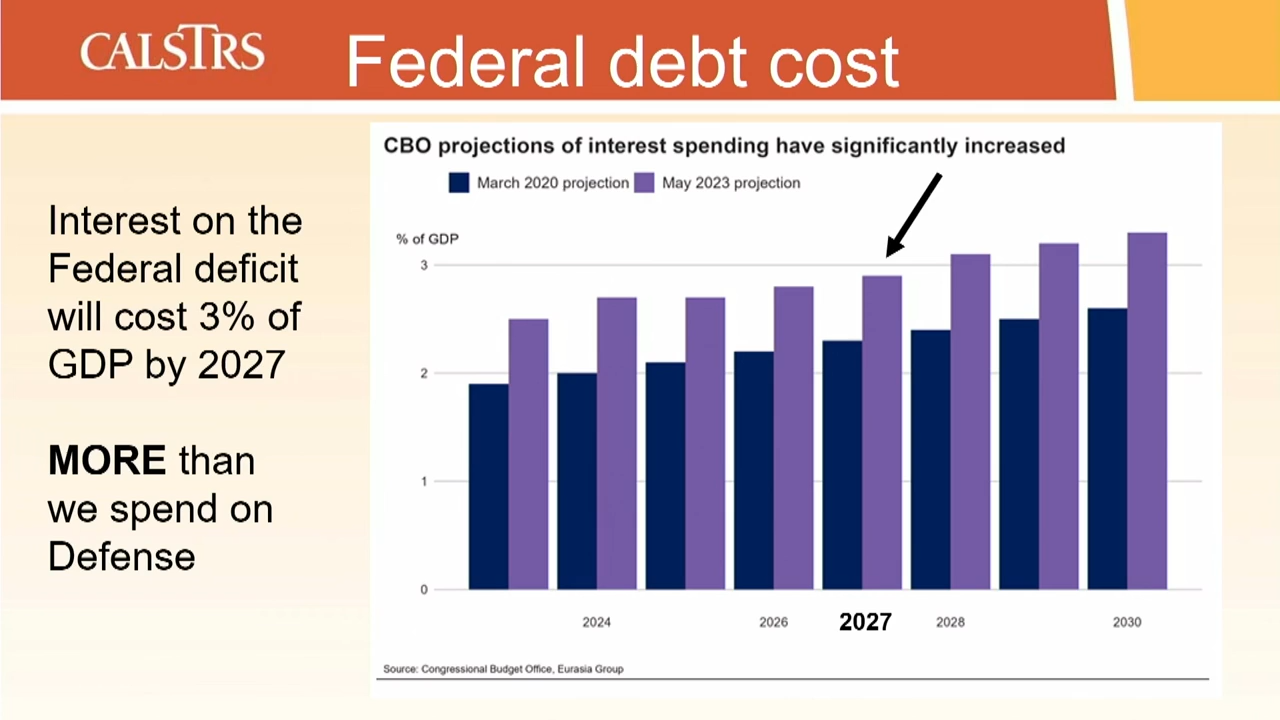 CALSTRS
Federal debt cost
Interest on the
Federal deficit
will cost 3% of
GDP by 2027
MORE than
we spend on
Defense
CBO projections of interest spending have significantly increased
March 2020 projection
May 2023 projection
% of GDP
3
2
1
0
2024
2026
2027
2028
2030
Source: Congressional Budget Office, Eurasia Group